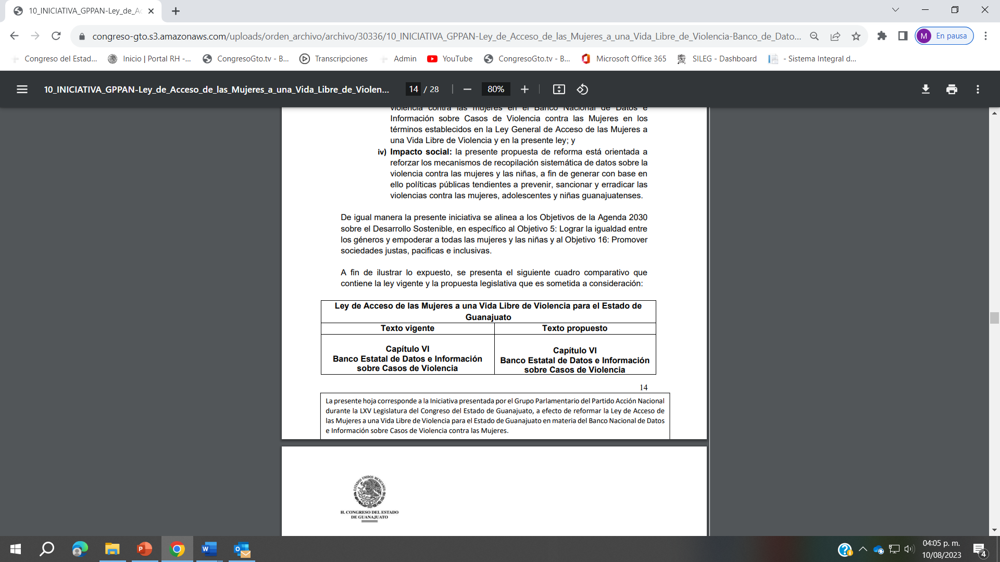 10_INICIATIVA_GPPAN-Ley_de_Ac
congreso-gto.s3.amazonaws.com/uploads/orden_archivo/archivo/30336/10_INICIATIVA_GPPAN-Ley_de_Acceso_de_las_Mujeres_a_una_Vida_Libre_de_Violencia-Banco_de_Dato...
M En pausa
Congreso del Estad...
Inicio | Portal RH -...
CongresoGto.tv - B...
Transcripciones
Admin
YouTube
CongresoGto.tv - B...
Microsoft Office 365
SILEG - Dashboard
- Sistema Integral d...
10_INICIATIVA_GPPAN-Ley_de_Acceso_de_las_Mujeres_a_una_Vida_Libre_de_Violen...
14 / 28
80%
violencia contra las mujeres en el Banco Nacional de Datos e
Información sobre Casos de Violencia contra las Mujeres en los
términos establecidos en la Ley General de Acceso de las Mujeres a
una Vida Libre de Violencia y en la presente ley; y
iv) Impacto social: la presente propuesta de reforma está orientada a
reforzar los mecanismos de recopilación sistemática de datos sobre la
violencia contra las mujeres y las niñas, a fin de generar con base en
ello políticas públicas tendientes a prevenir, sancionar y erradicar las
violencias contra las mujeres, adolescentes y niñas guanajuatenses.
De igual manera la presente iniciativa se alinea a los Objetivos de la Agenda 2030
sobre el Desarrollo Sostenible, en específico al Objetivo 5: Lograr la igualdad entre
los géneros y empoderar a todas las mujeres y las niñas y al Objetivo 16: Promover
sociedades justas, pacificas e inclusivas.
A fin de ilustrar lo expuesto, se presenta el siguiente cuadro comparativo que
contiene la ley vigente y la propuesta legislativa que es sometida a consideración:
Ley de Acceso de las Mujeres a una Vida Libre de Violencia para el Estado de
Guanajuato
Texto vigente
Texto propuesto
Capítulo VI
Banco Estatal de Datos e Información
sobre Casos de Violencia
Capítulo VI
Banco Estatal de Datos e Información
sobre Casos de Violencia
14
La presente hoja corresponde a la Iniciativa presentada por el Grupo Parlamentario del Partido Acción Nacional
durante la LXV Legislatura del Congreso del Estado de Guanajuato, a efecto de reformar la Ley de Acceso de
las Mujeres a una Vida Libre de Violencia para el Estado de Guanajuato en materia del Banco Nacional de Datos
e Información sobre Casos de Violencia contra las Mujeres.
ESTADOS UNIDOS MEXICANOS
H. CONGRESO DEL ESTADO
DE GUANAJUATO
04:05 p. m.
10/08/2023
4